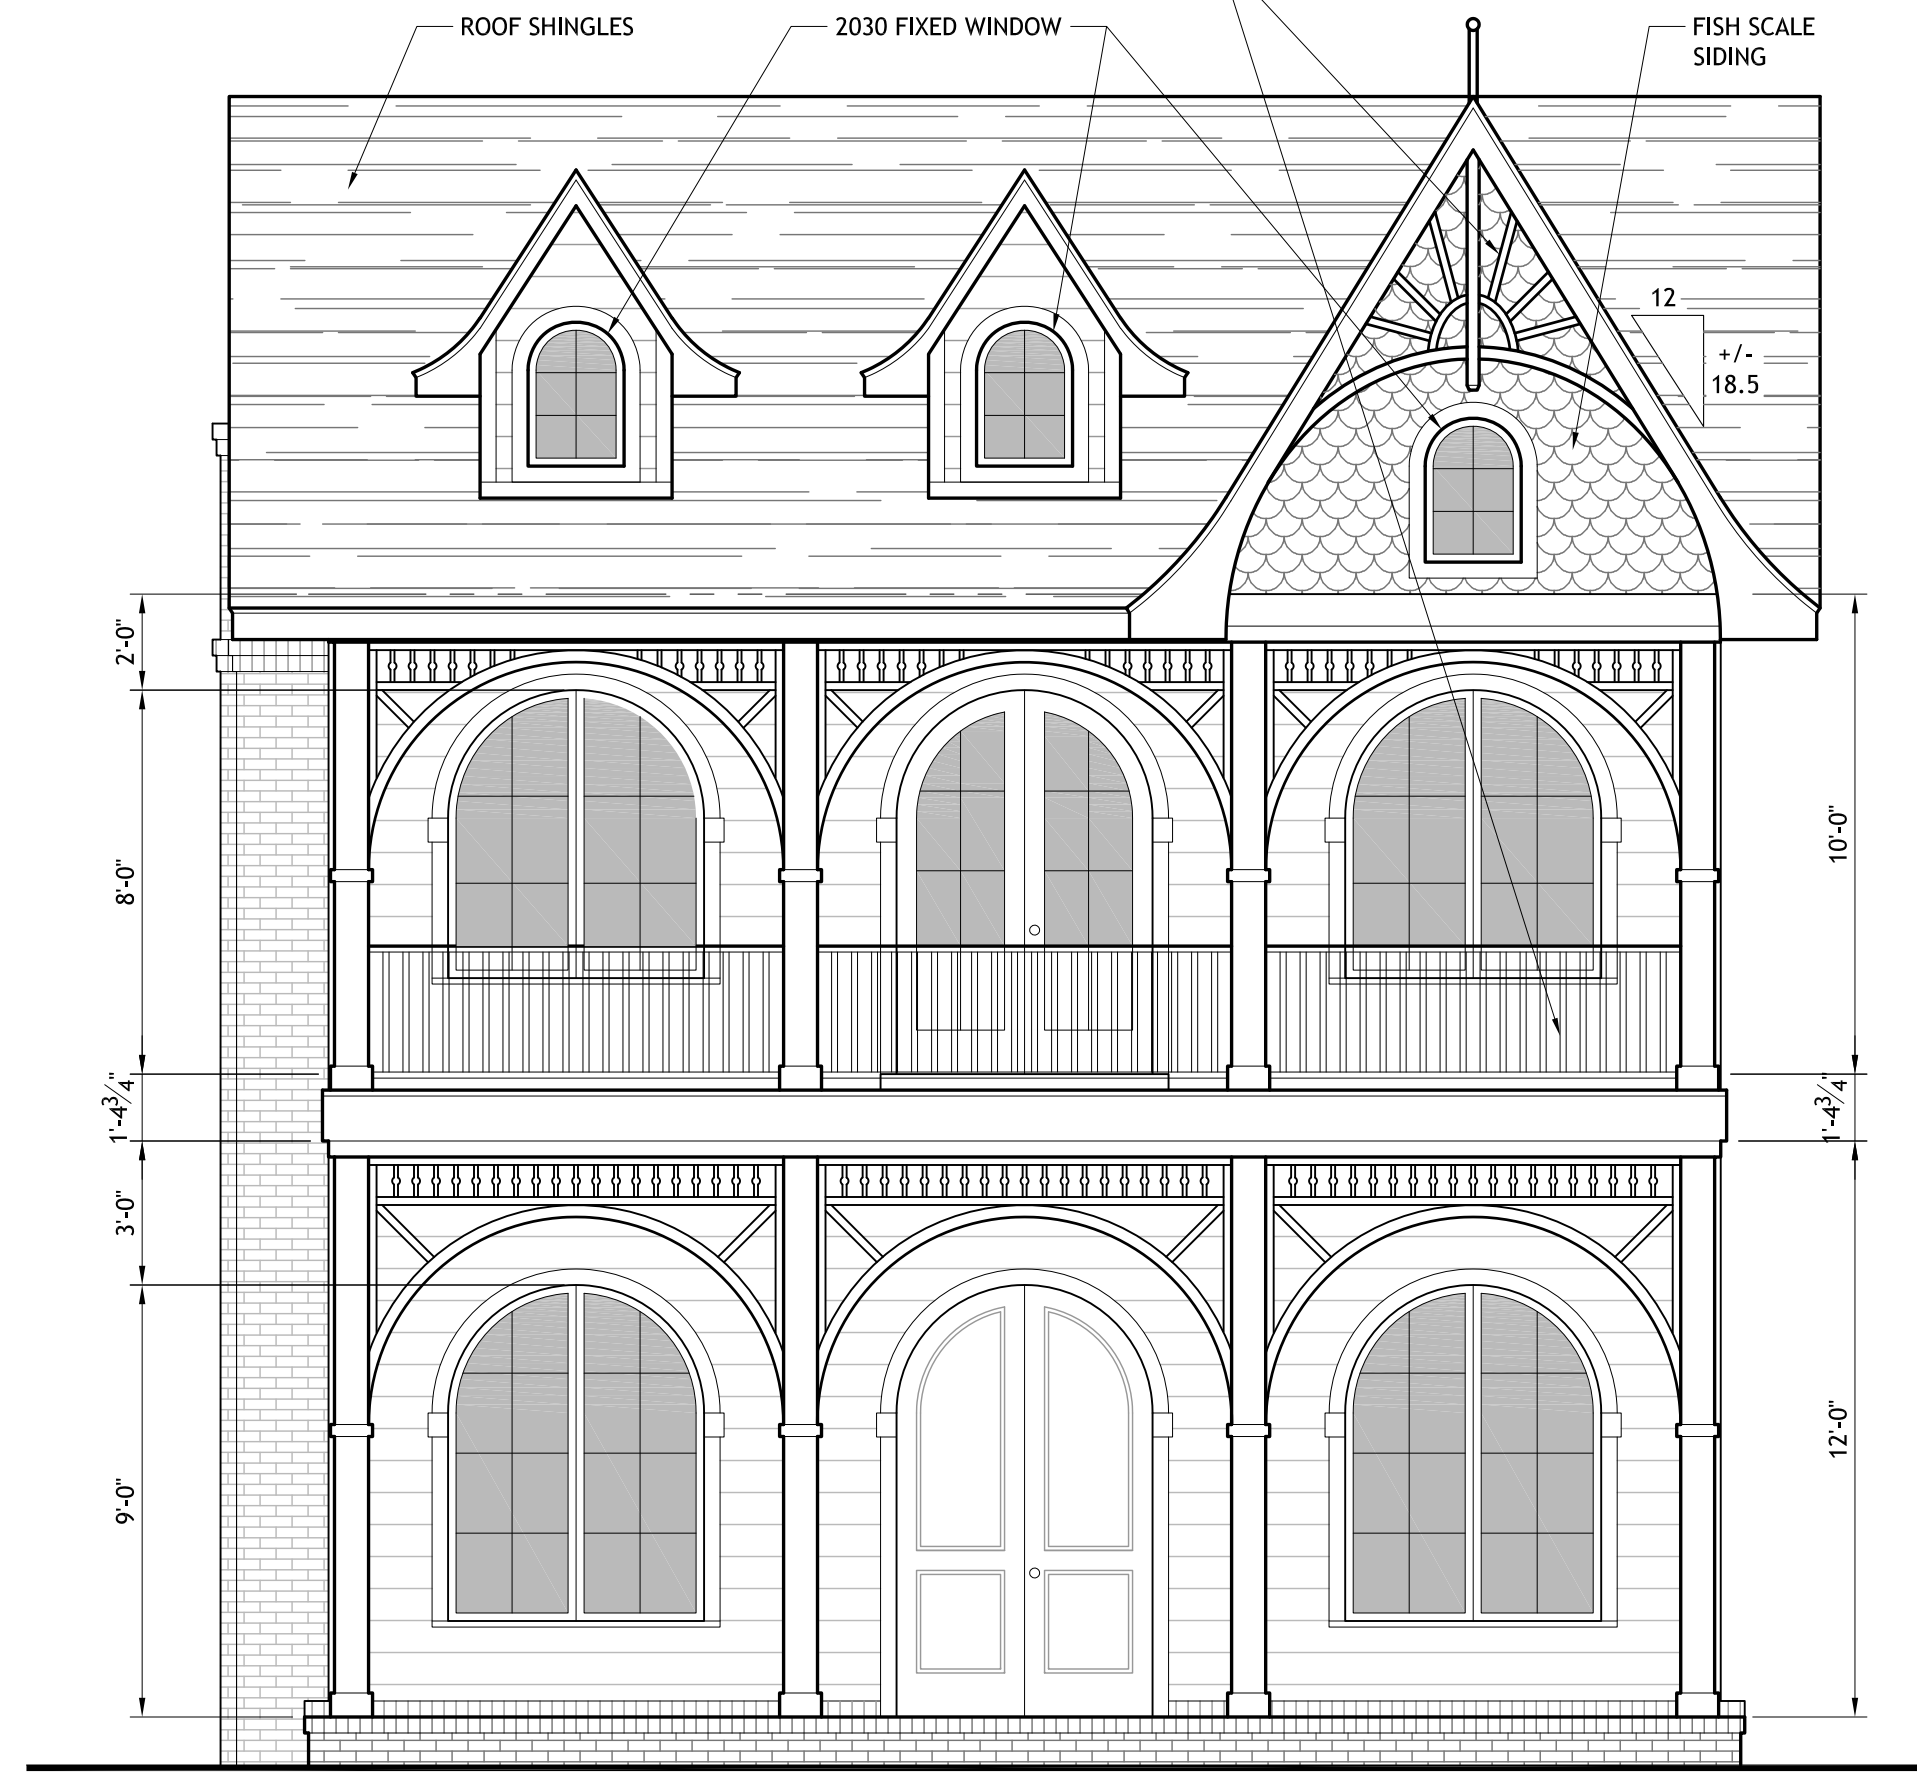 ROOF SHINGLES
2030 FIXED WINDOW
FISH SCALE
SIDING
12
+/-
18.5
2'-0"
8'-0"
1'-4 3/4"
3'-0"
9'-0"
10'-0"
1'-4 3/4"
12'-0"